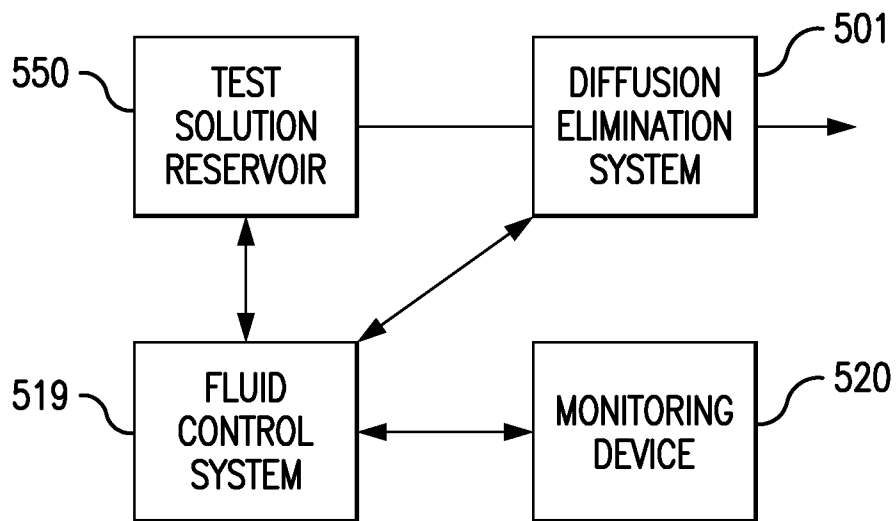 550
TEST
SOLUTION
RESERVOIR
DIFFUSION
ELIMINATION
SYSTEM
501
519
FLUID
CONTROL
SYSTEM
MONITORING
DEVICE
520